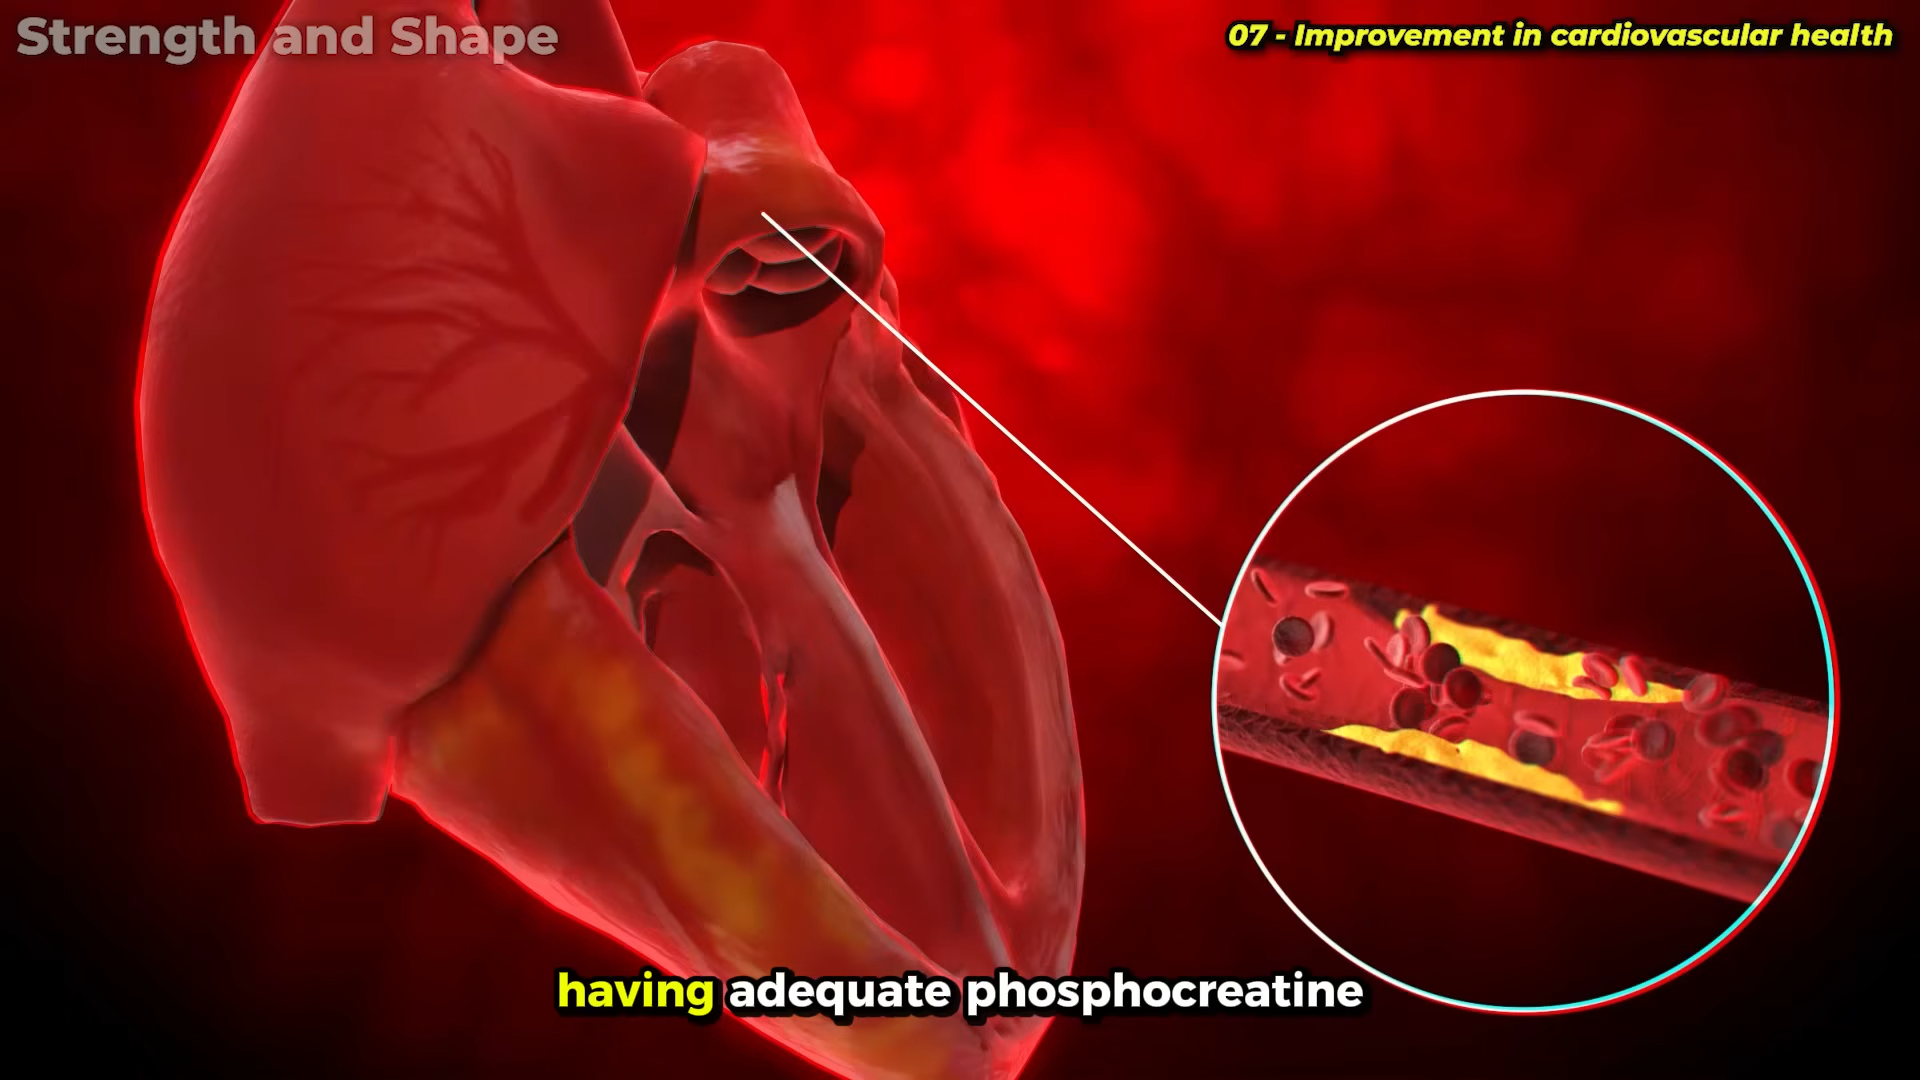 Strength and Shape
07 - Improvement in cardiovascular health
having adequate phosphocreatine